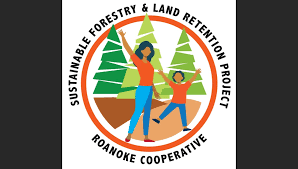 SUSTAINABLE FORESTRY & LAND RETENTION PROJECT
ROANOKE COOPERATIVE